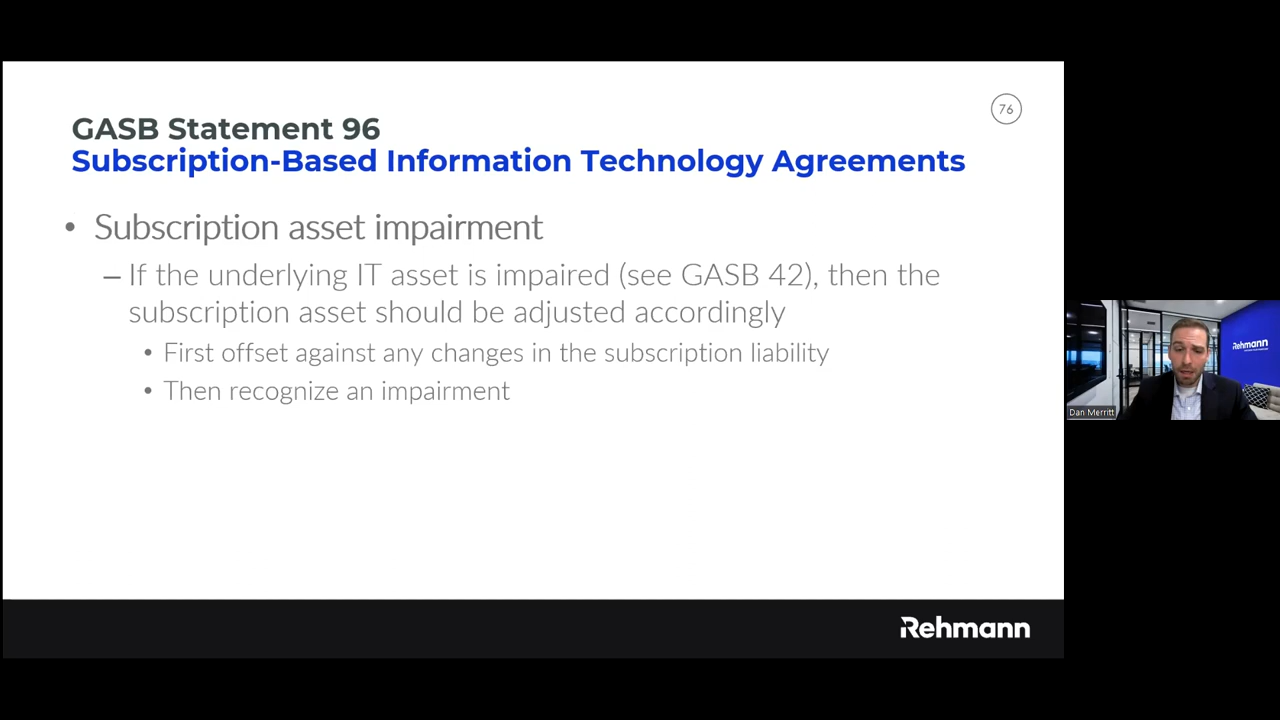 76
GASB Statement 96
Subscription-Based Information Technology Agreements
• Subscription asset impairment
– If the underlying IT asset is impaired (see GASB 42), then the
subscription asset should be adjusted accordingly
• First offset against any changes in the subscription liability
• Then recognize an impairment
Rehmann
Rehmann
Dan Merritt